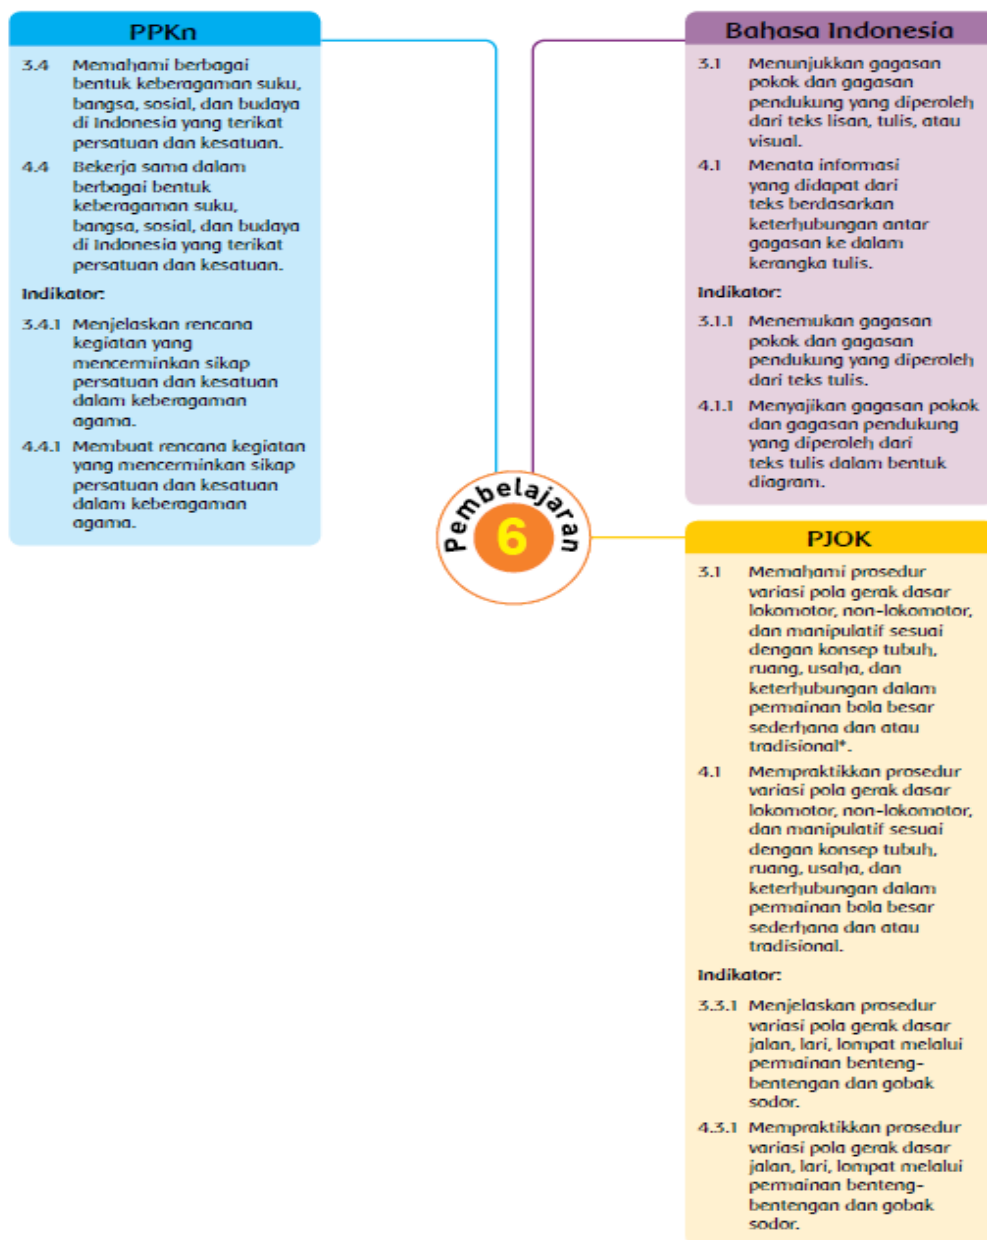 PPKn
3.4 Memahami berbagai
bentuk keberagaman suku,
bangsa, sosial, dan budaya
di Indonesia yang terikat
persatuan dan kesatuan.
4.4 Bekerja sama dalam
berbagai bentuk
keberagaman suku,
bangsa, sosial, dan budaya
di Indonesia yang terikat
persatuan dan kesatuan.
Indikator:
3.4.1 Menjelaskan rencana
kegiatan yang
mencerminkan sikap
persatuan dan kesatuan
dalam keberagaman
agama.
4.4.1 Membuat rencana kegiatan
yang mencerminkan sikap
persatuan dan kesatuan
dalam keberagaman
agama.
Pembelajaran
6
Bahasa Indonesia
3.1 Menunjukkan gagasan
pokok dan gagasan
pendukung yang diperoleh
dari teks lisan, tulis, atau
visual.
4.1 Menata informasi
yang didapat dari
teks berdasarkan
keterhubungan antar
gagasan ke dalam
kerangka tulis.
Indikator:
3.1.1 Menemukan gagasan
pokok dan gagasan
pendukung yang diperoleh
dari teks tulis.
4.1.1 Menyajikan gagasan pokok
dan gagasan pendukung
yang diperoleh dari
teks tulis dalam bentuk
diagram.
PJOK
3.1 Memahami prosedur
variasi pola gerak dasar
lokomotor, non-lokomotor,
dan manipulatif sesuai
dengan konsep tubuh,
ruang, usaha, dan
keterhubungan dalam
permainan bola besar
sederhana dan atau
tradisional*.
4.1 Mempraktikkan prosedur
variasi pola gerak dasar
lokomotor, non-lokomotor,
dan manipulatif sesuai
dengan konsep tubuh,
ruang, usaha, dan
keterhubungan dalam
permainan bola besar
sederhana dan atau
tradisional.
Indikator:
3.3.1 Menjelaskan prosedur
variasi pola gerak dasar
jalan, lari, lompat melalui
permainan benteng-
bentengan dan gobak
sodor.
4.3.1 Mempraktikkan prosedur
variasi pola gerak dasar
jalan, lari, lompat melalui
permainan benteng-
bentengan dan gobak
sodor.